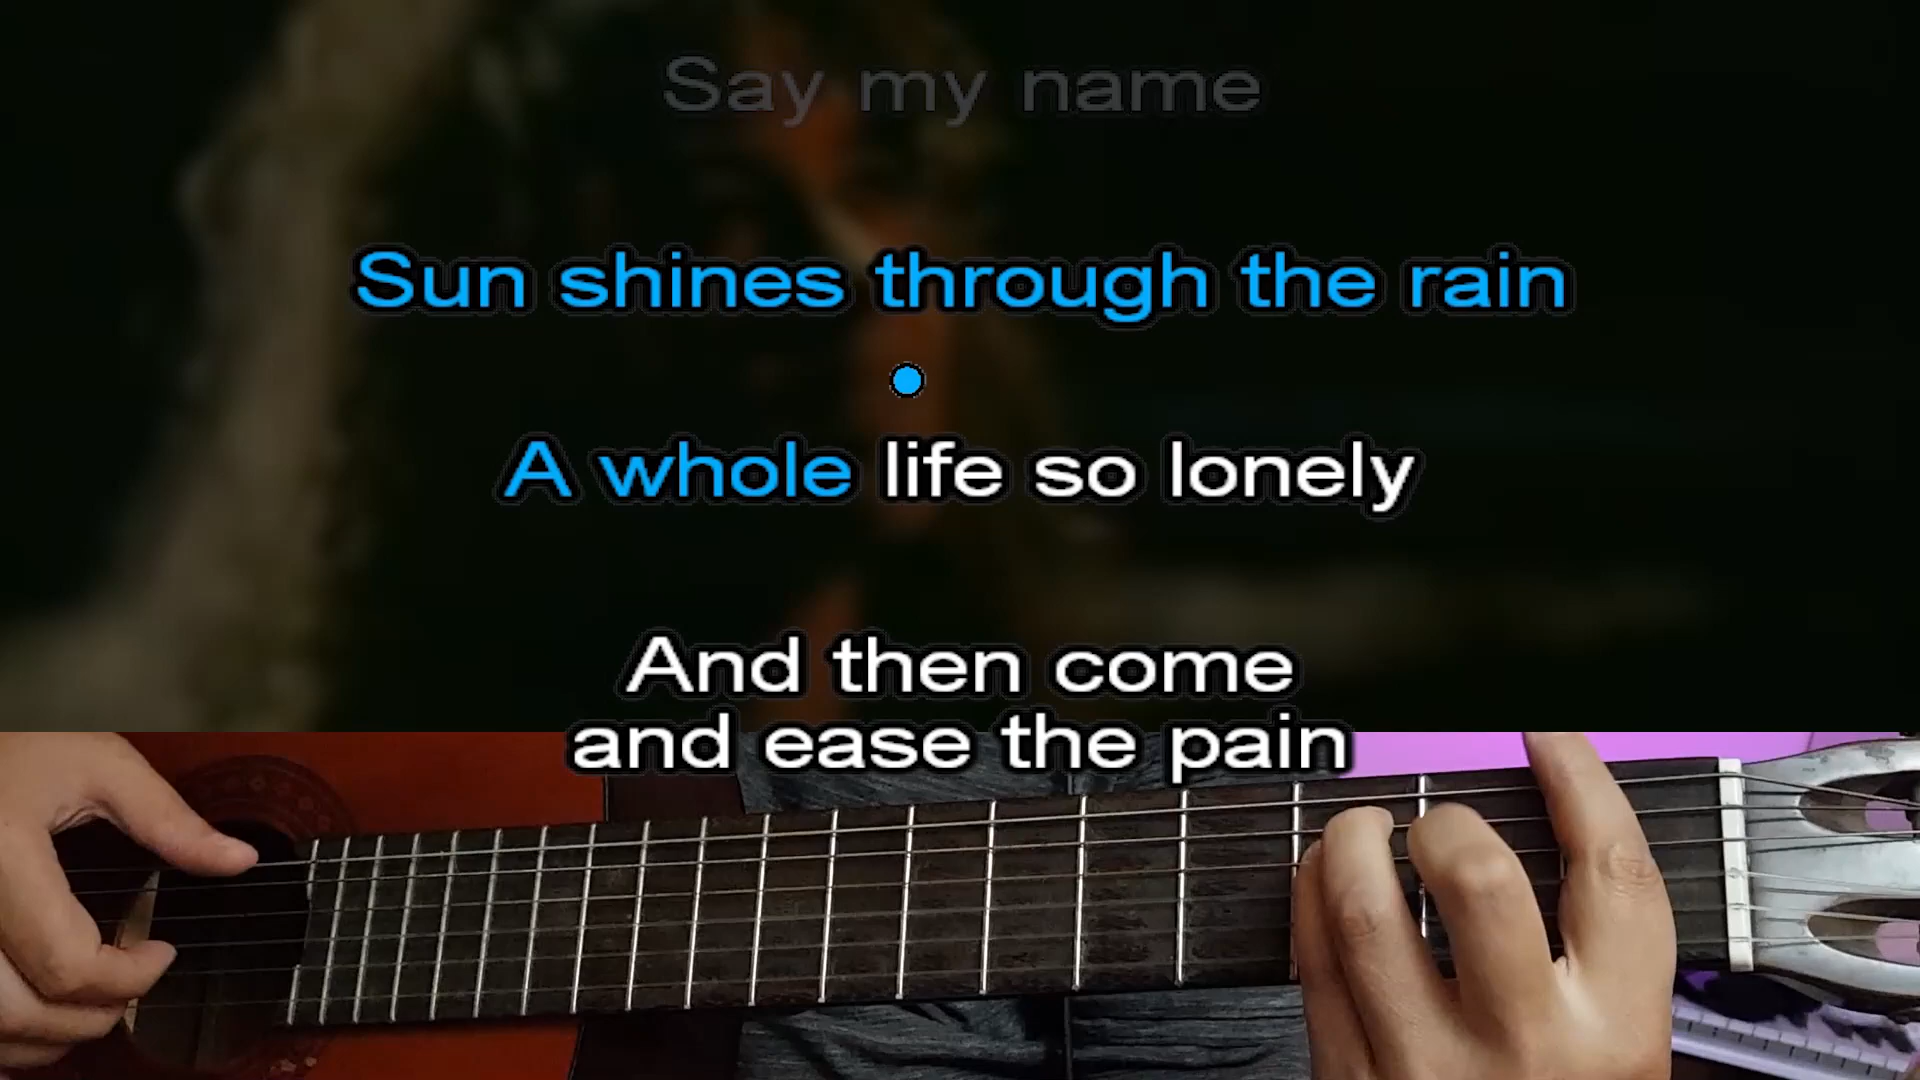 Say my name
Sun shines through the rain
A whole life so lonely
And then come
and ease the pain